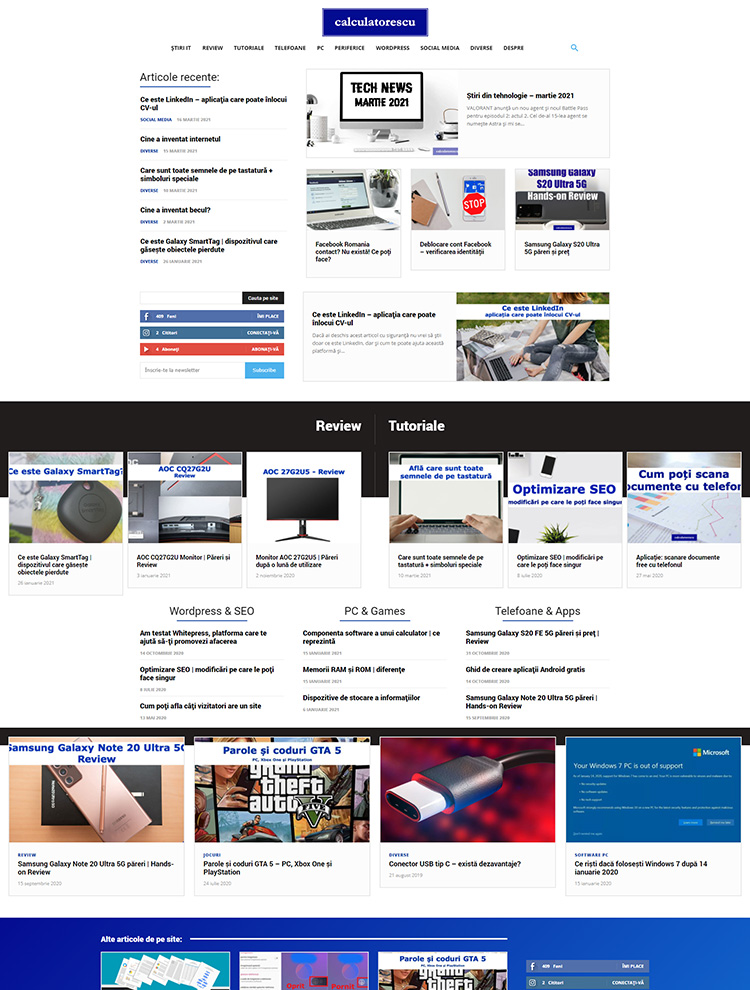 calculatorescu
ȘTIRI IT REVIEW TUTORIALE TELEFOANE PC PERIFERICE WORDPRESS SOCIAL MEDIA DIVERSE DESPRE
Articole recente:
Ce este LinkedIn – aplicația care poate înlocui
CV-ul
SOCIAL MEDIA 16 MARTIE 2021
Cine a inventat internetul
DIVERSE 15 MARTIE 2021
Care sunt toate semnele de pe tastatură +
simboluri speciale
DIVERSE 10 MARTIE 2021
Cine a inventat becul?
DIVERSE 2 MARTIE 2021
Ce este Galaxy SmartTag | dispozitivul care
găsește obiectele pierdute
DIVERSE 26 IANUARIE 2021
TECH NEWS
MARTIE 2021
Știri din tehnologie – martie 2021
VALORANT anunță un nou agent și noul Battle Pass
pentru episodul 2: actul 2. Cel de-al 15-lea agent se
numește Astra și mi se...
Facebook Romania
contact? Nu există! Ce poți
face?
STOP
Deblocare cont Facebook
– verificarea identității
Samsung Galaxy
S20 Ultra 5G
Hands-on Review
Samsung Galaxy S20 Ultra
5G păreri și preț
Cauta pe site
409 Fani ÎMI PLACE
2 Cititori CONECTAȚI-VĂ
4 Abonați ABONAȚI-VĂ
Înscrie-te la newsletter Subscribe
Ce este LinkedIn – aplicația care poate
înlocui CV-ul
Dacă ai deschis acest articol cu siguranță nu vrei să știi
doar ce este LinkedIn, dar și cum te poate ajuta această
platformă și...
Ce este LinkedIn
aplicația care poate înlocui CV-ul
Review Tutoriale
Ce este Galaxy SmartTag?
Ce este Galaxy SmartTag |
dispozitivul care găsește
obiectele pierdute
26 ianuarie 2021
AOC CQ27G2U
Review
AOC CQ27G2U Monitor | Păreri și
Review
3 ianuarie 2021
AOC 27G2U5 - Review
Monitor AOC 27G2U5 | Păreri
după o lună de utilizare
2 noiembrie 2020
Află care sunt toate
semnele de pe tastatură
Care sunt toate semnele de pe
tastatură + simboluri speciale
10 martie 2021
Optimizare SEO
modificări pe care le poți face singur
Optimizare SEO | modificări pe
care le poți face singur
8 iulie 2020
Cum poți scana
documente cu telefon
Aplicație: scanare documente
free cu telefonul
27 mai 2020
Wordpress & SEO
Am testat Whitepress, platforma care te
ajută să-ți promovezi afacerea
14 OCTOMBRIE 2020
Optimizare SEO | modificări pe care le poți
face singur
8 IULIE 2020
Cum poți afla câți vizitatori are un site
13 MAI 2020
PC & Games
Componenta software a unui calculator | ce
reprezintă
15 IANUARIE 2021
Memorii RAM și ROM | diferențe
15 IANUARIE 2021
Dispozitive de stocare a informațiilor
6 IANUARIE 2021
Telefoane & Apps
Samsung Galaxy S20 FE 5G păreri și preț |
Review
31 OCTOMBRIE 2020
Ghid de creare aplicații Android gratis
14 OCTOMBRIE 2020
Samsung Galaxy Note 20 Ultra 5G păreri |
Hands-on Review
15 SEPTEMBRIE 2020
Samsung Galaxy Note 20 Ultra 5G
Review
REVIEW
Samsung Galaxy Note 20 Ultra 5G păreri | Hands-
on Review
15 septembrie 2020
Parole și coduri GTA 5
PC, Xbox One și PlayStation
grand
theft
auto
JOCURI
Parole și coduri GTA 5 – PC, Xbox One și
PlayStation
24 iulie 2020
DIVERSE
Conector USB tip C – există dezavantaje?
21 august 2019
Microsoft
Your Windows 7 PC is out of support
SOFTWARE PC
Ce riști dacă folosești Windows 7 după 14
ianuarie 2020
15 ianuarie 2020
Alte articole de pe site:
Oprit
Pornit
Parole și coduri GTA 5
PC, Xbox One și PlayStation
409 Fani ÎMI PLACE
2 Cititori CONECTAȚI-VĂ